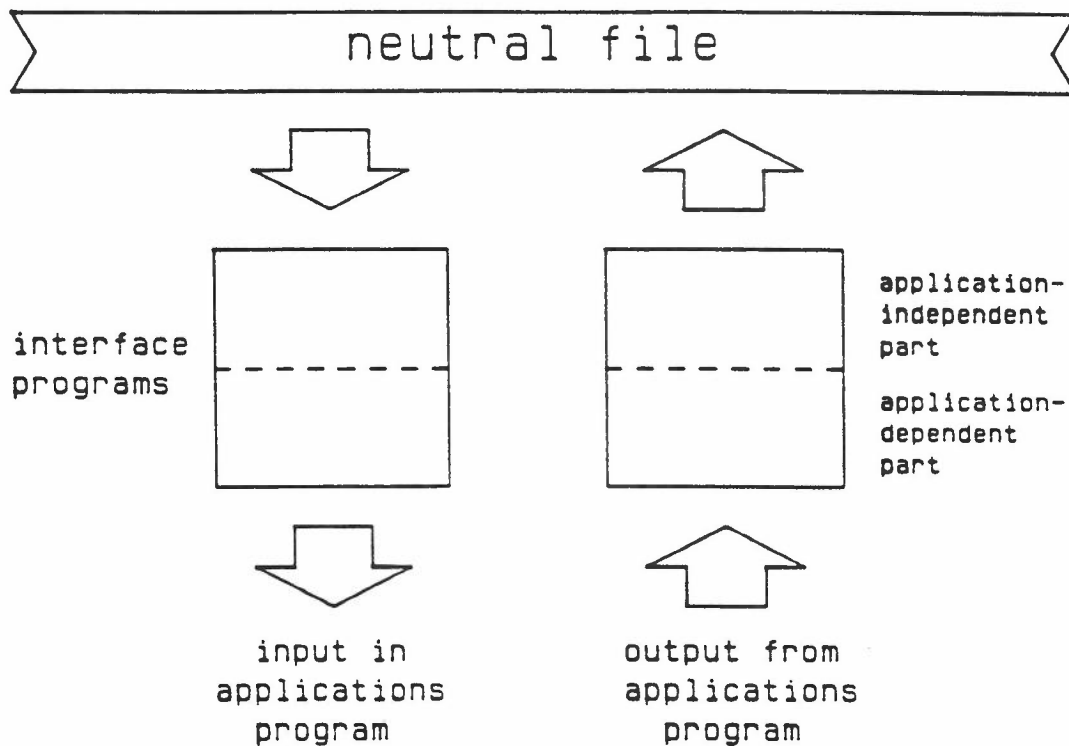 neutral file
interface
programs
application-
independent
part
application-
dependent
part
input in
applications
program
output from
applications
program